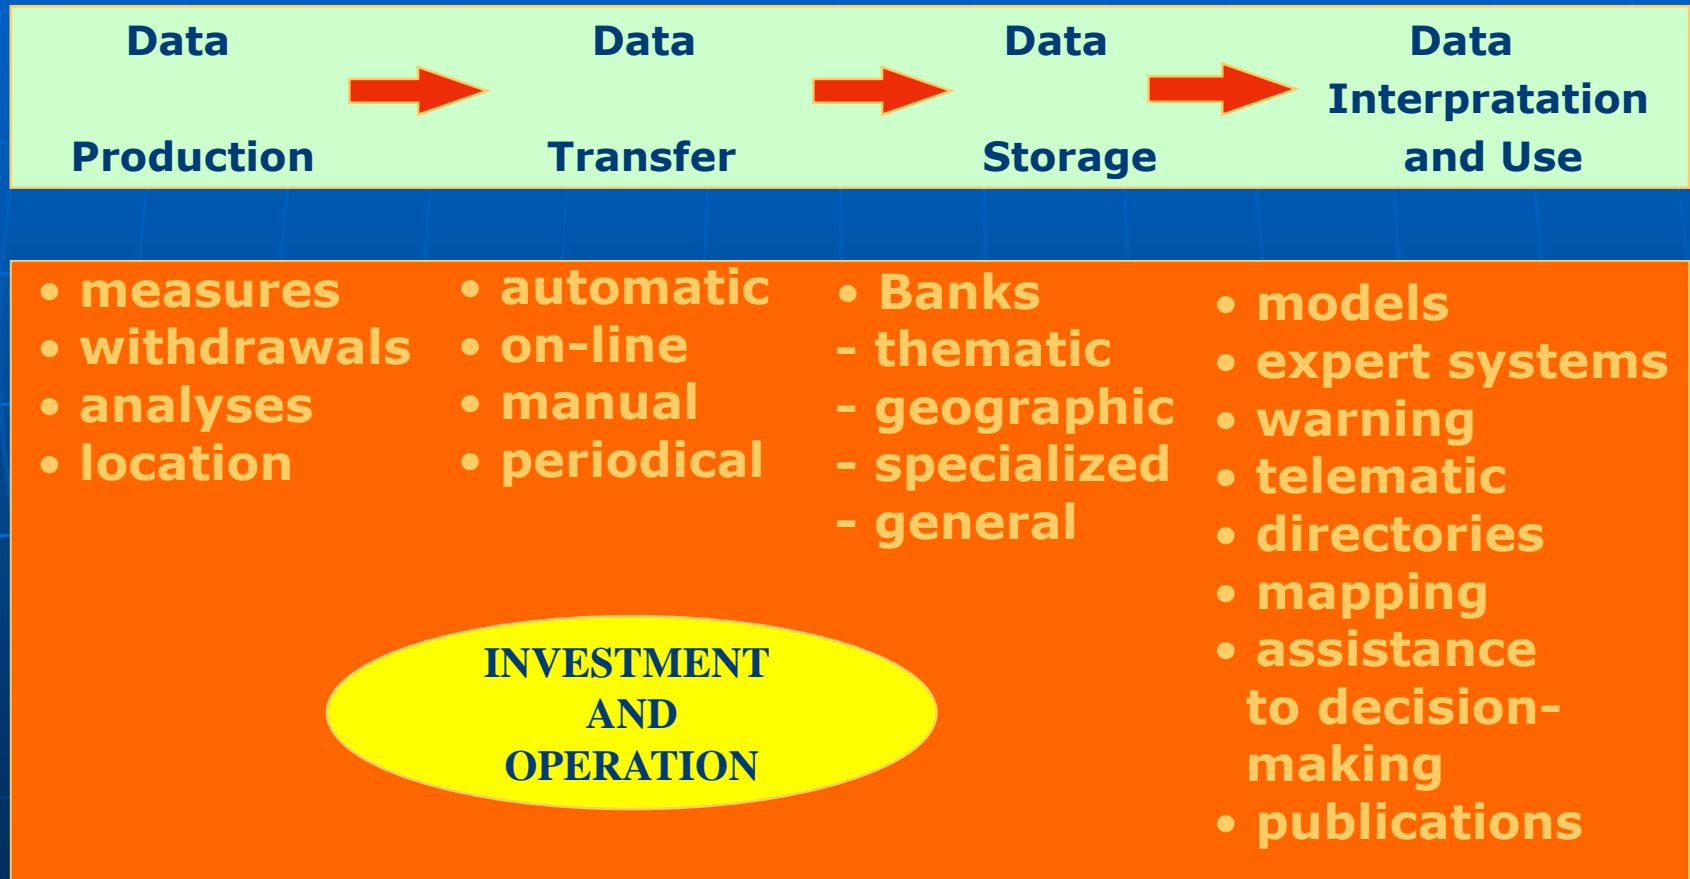 Data
Production
Data
Transfer
Data
Storage
Data
Interpratation
and Use
• measures
• withdrawals
• analyses
• location
• automatic
• on-line
• manual
• periodical
• Banks
- thematic
- geographic
- specialized
- general
• models
• expert systems
• warning
• telematic
• directories
• mapping
• assistance
to decision-
making
• publications
INVESTMENT
AND
OPERATION